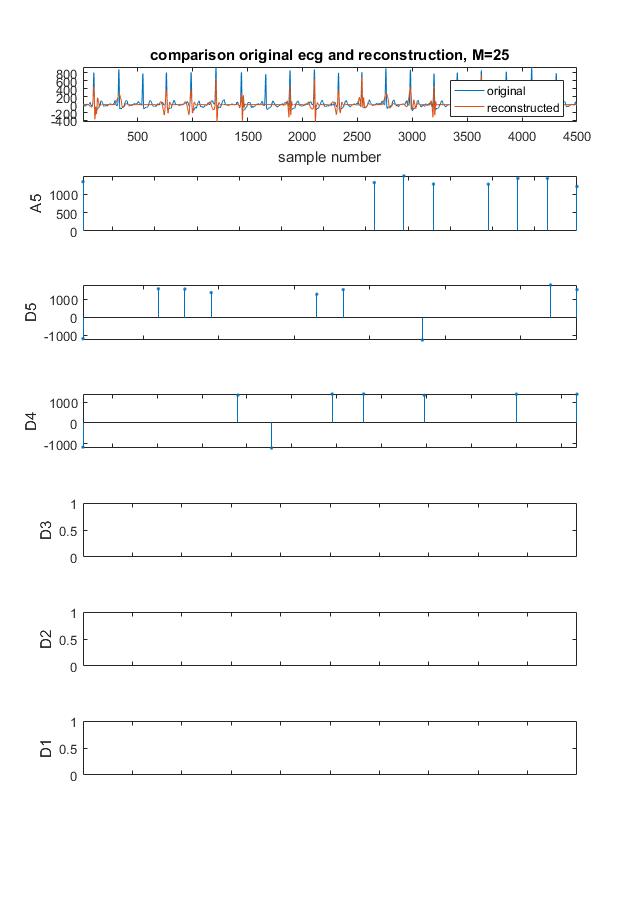 comparison original ecg and reconstruction, M=25
800
600
400
200
0
-200
-400
original
reconstructed
500 1000 1500 2000 2500 3000 3500 4000 4500
sample number
A5
1000
500
0
D5
1000
0
-1000
D4
1000
0
-1000
D3
1
0.5
0
D2
1
0.5
0
D1
1
0.5
0